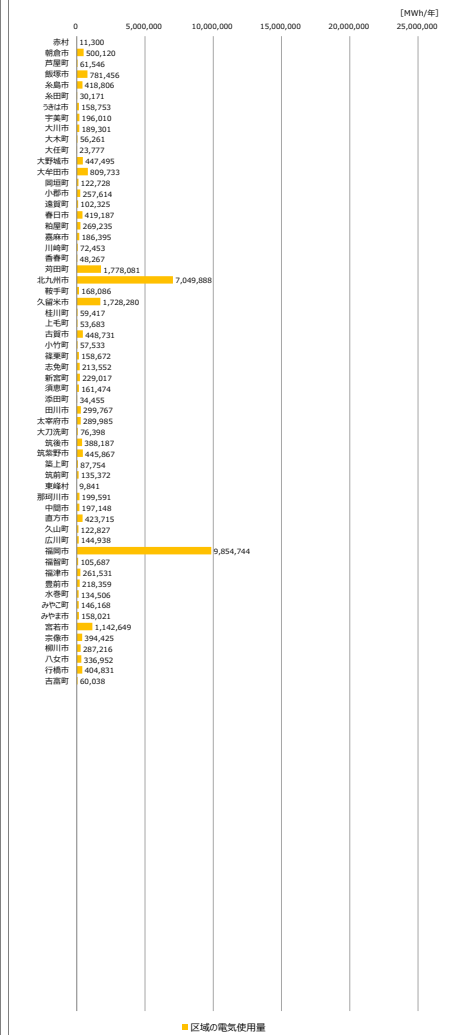 [MWh/年]
0 5,000,000 10,000,000 15,000,000 20,000,000 25,000,000
赤村 11,300
朝倉市 500,120
芦屋町 61,546
飯塚市 781,456
糸島市 418,806
糸田町 30,171
うきは市 158,753
宇美町 196,010
大川市 189,301
大木町 56,261
大任町 23,777
大野城市 447,495
大牟田市 809,733
岡垣町 122,728
小郡市 257,614
遠賀町 102,325
春日市 419,187
粕屋町 269,235
嘉麻市 186,395
川崎町 72,453
香春町 48,267
苅田町 1,778,081
北九州市 7,049,888
鞍手町 168,086
久留米市 1,728,280
桂川町 59,417
上毛町 53,683
古賀市 448,731
小竹町 57,533
篠栗町 158,672
志免町 213,552
新宮町 229,017
須恵町 161,474
添田町 34,455
田川市 299,767
太宰府市 289,985
大刀洗町 76,398
筑後市 388,187
筑紫野市 445,867
築上町 87,754
筑前町 135,372
東峰村 9,841
那珂川市 199,591
中間市 197,148
直方市 423,715
久山町 122,827
広川町 144,938
福岡市 9,854,744
福智町 105,687
福津市 261,531
豊前市 218,359
水巻町 134,506
みやこ町 146,168
みやま市 158,021
宮若市 1,142,649
宗像市 394,425
柳川市 287,216
八女市 336,952
行橋市 404,831
吉富町 60,038
区域の電気使用量